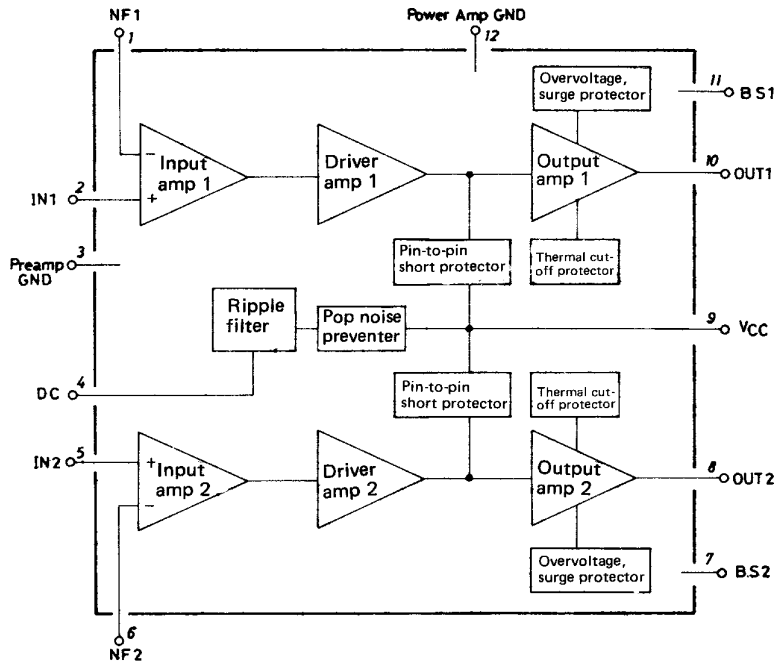 NF1
1
Power Amp GND
12
Overvoltage,
surge protector
11
B S1
Input
amp 1
Driver
amp 1
Output
amp 1
10
OUT1
2
IN1
−
+
3
Preamp
GND
Pin-to-pin
short protector
Thermal cut-
off protector
Ripple
filter
Pop noise
preventer
9
VCC
4
DC
Pin-to-pin
short protector
Thermal cut-
off protector
5
IN2
+
−
Input
amp 2
Driver
amp 2
Output
amp 2
8
OUT2
Overvoltage,
surge protector
7
B.S2
6
NF2